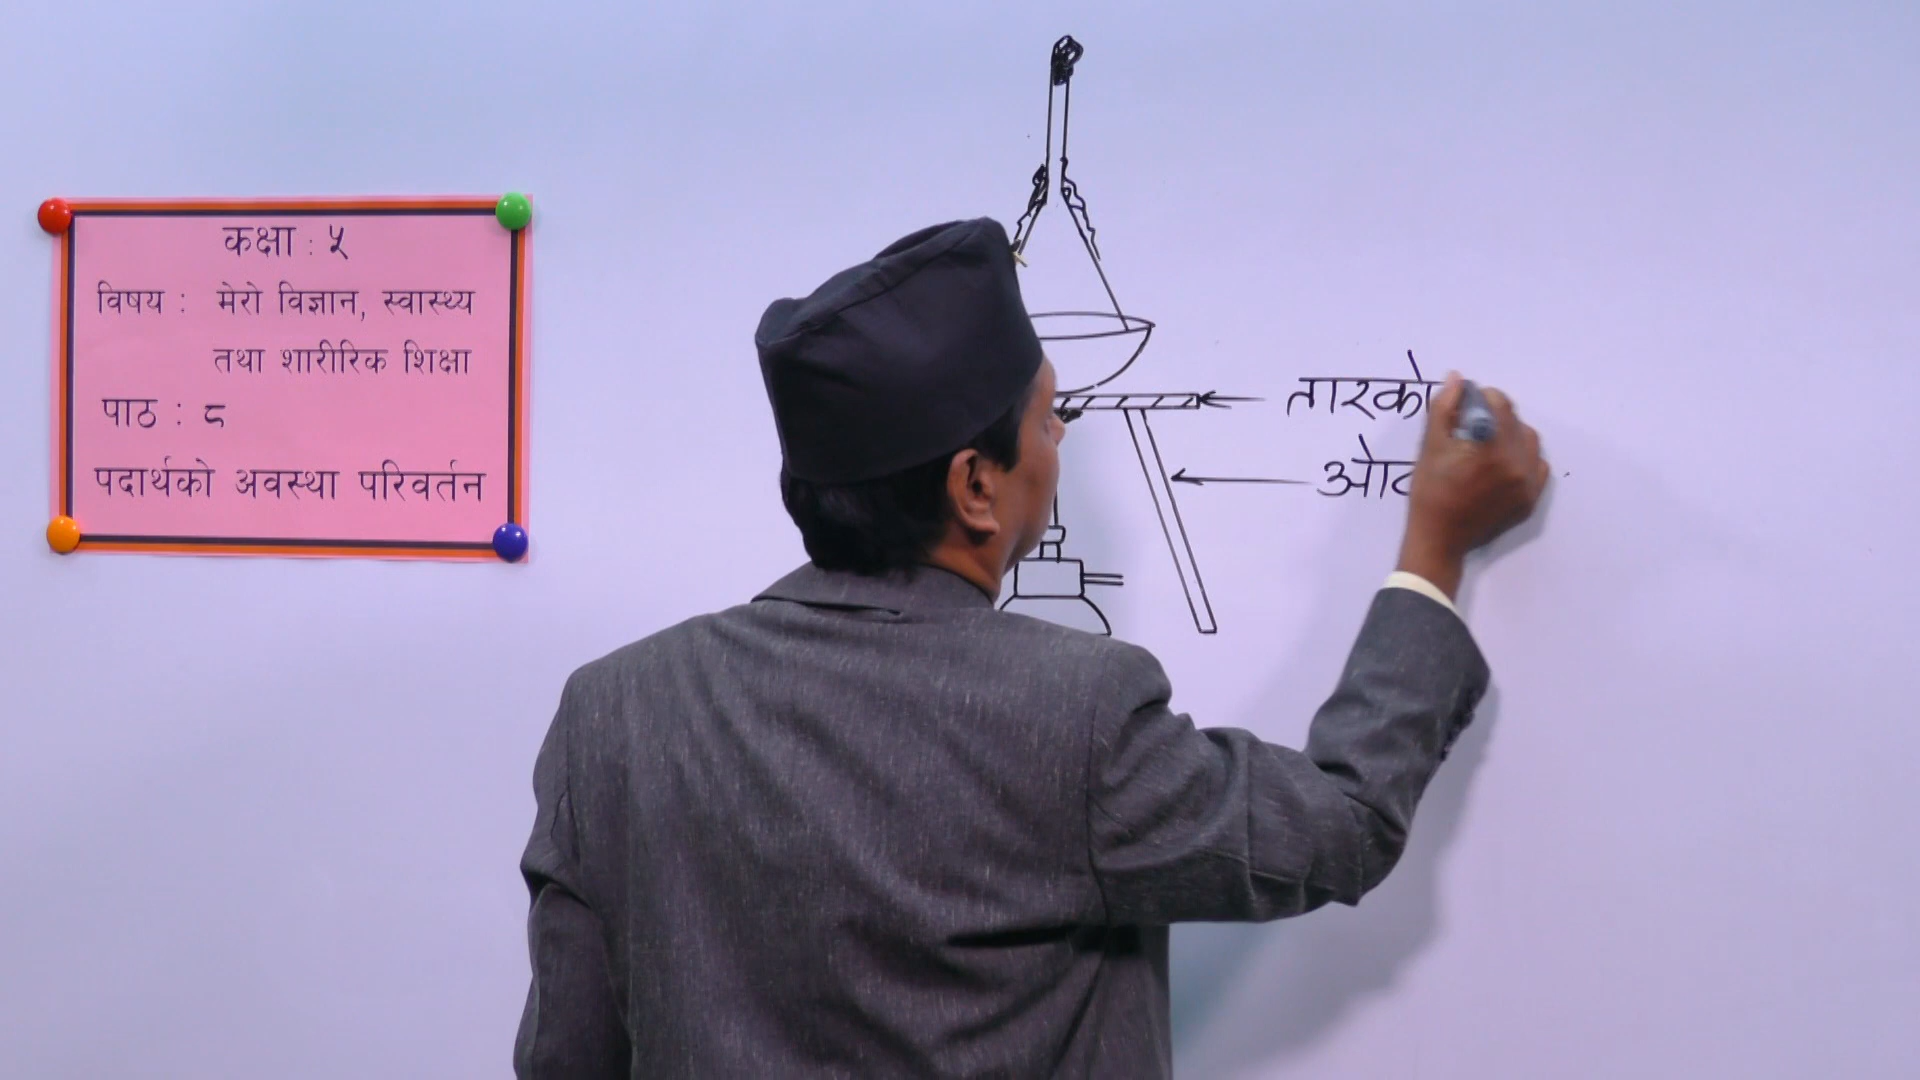 कक्षा : ५
विषय : मेरो विज्ञान, स्वास्थ्य
तथा शारीरिक शिक्षा
पाठ : ८
पदार्थको अवस्था परिवर्तन
तारको